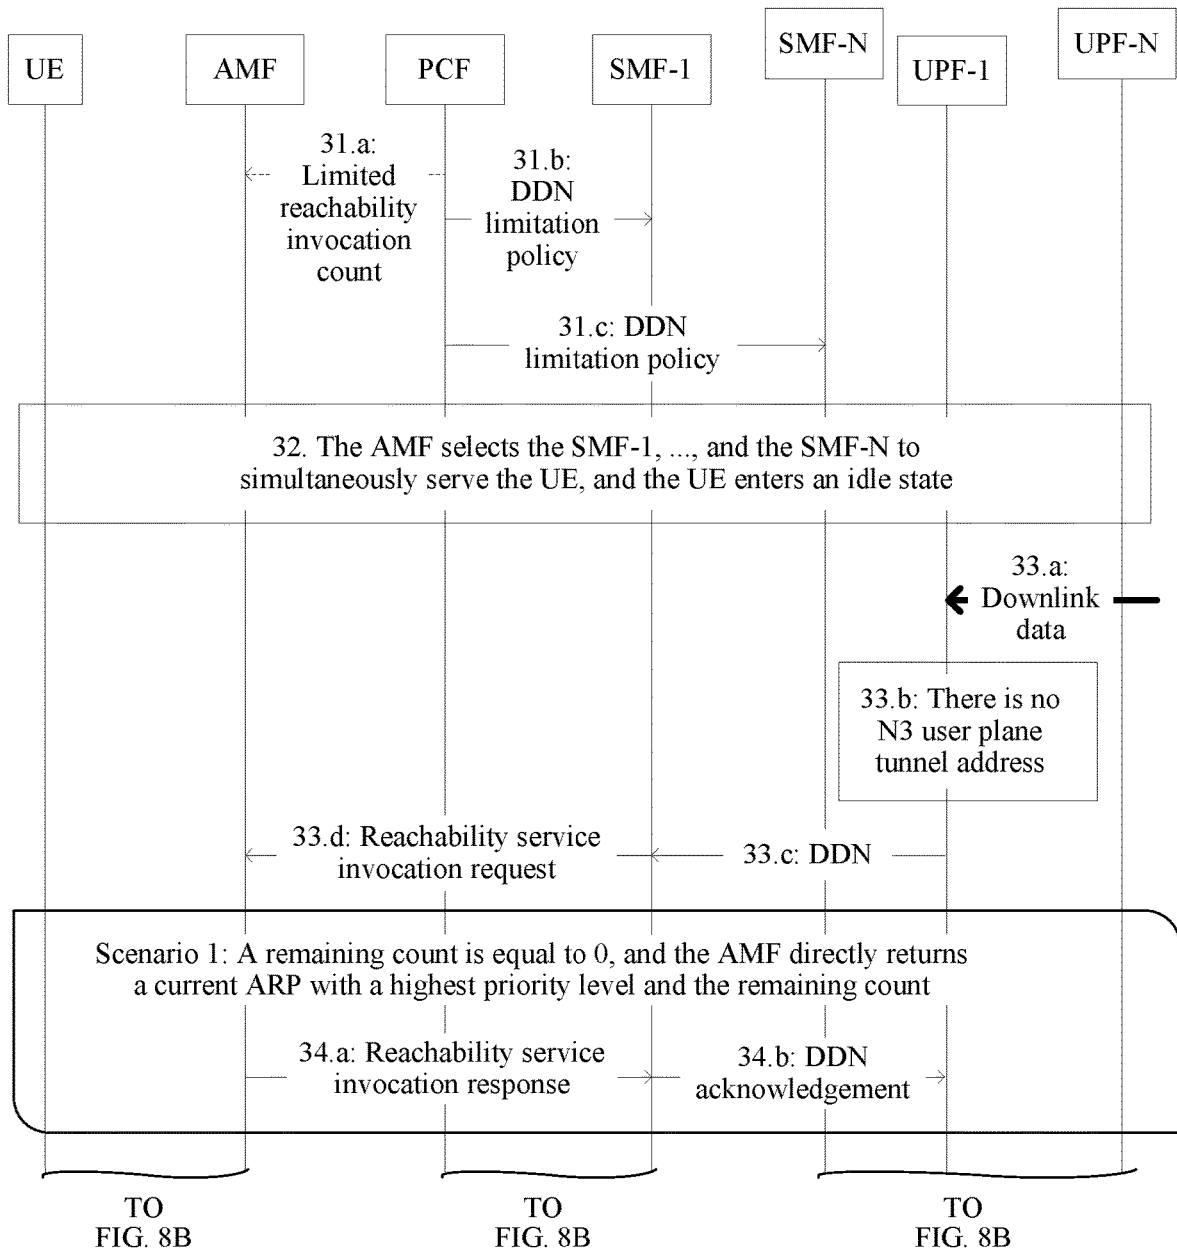 UE
AMF
PCF
SMF-1
SMF-N
UPF-1
UPF-N
31.a:
Limited
reachability
invocation
count
31.b:
DDN
limitation
policy
31.c: DDN
limitation policy
32. The AMF selects the SMF-1, ..., and the SMF-N to
simultaneously serve the UE, and the UE enters an idle state
33.a:
Downlink
data
33.b: There is no
N3 user plane
tunnel address
33.d: Reachability service
invocation request
33.c: DDN
Scenario 1: A remaining count is equal to 0, and the AMF directly returns
a current ARP with a highest priority level and the remaining count
34.a: Reachability service
invocation response
34.b: DDN
acknowledgement
TO
FIG. 8B
TO
FIG. 8B
TO
FIG. 8B